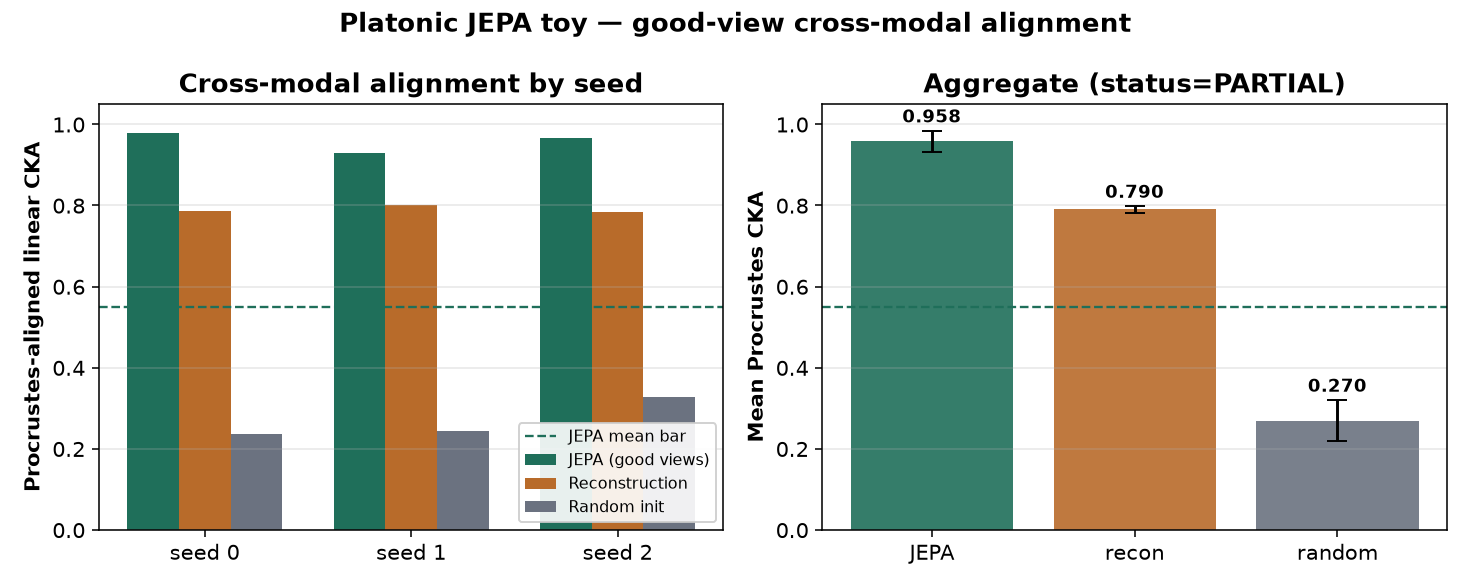 Platonic JEPA toy — good-view cross-modal alignment
Cross-modal alignment by seed
Procrustes-aligned linear CKA
1.0
0.8
0.6
0.4
0.2
0.0
seed 0
seed 1
seed 2
JEPA mean bar
JEPA (good views)
Reconstruction
Random init
Aggregate (status=PARTIAL)
Mean Procrustes CKA
1.0
0.8
0.6
0.4
0.2
0.0
0.958
0.790
0.270
JEPA
recon
random